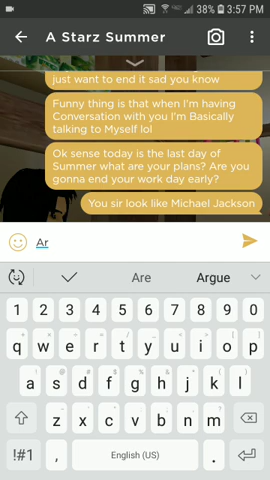 38% 3:57 PM
A Starz Summer
just want to end it sad you know
Funny thing is that when I'm having
Conversation with you I'm Basically
talking to Myself lol
Ok sense today is the last day of
Summer what are your plans? Are you
gonna end your work day early?
You sir look like Michael Jackson
Ar
Are Argue
1 2 3 4 5 6 7 8 9 0
q w e r t y u i o p
a s d f g h j k l
z x c v b n m
!#1 , English (US) .